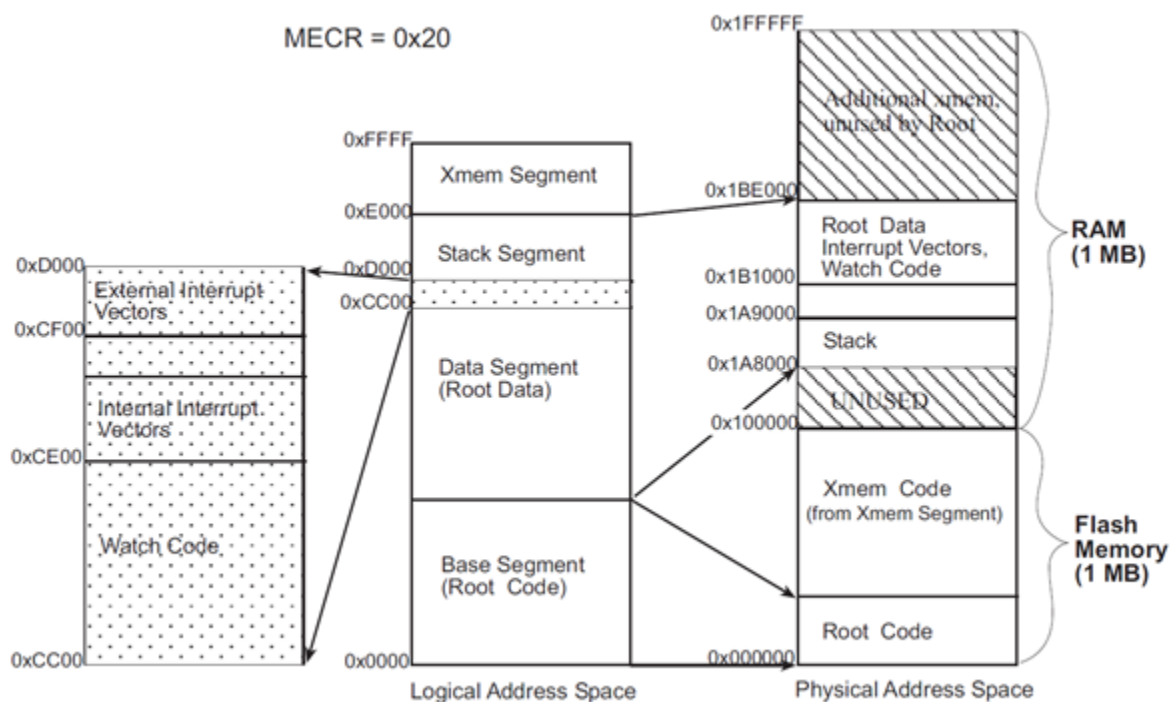 MECR = 0x20
0xD000
External Interrupt
Vectors
0xCF00
Internal Interrupt
Vectors
0xCE00
Watch Code
0xCC00
0xFFFF
Xmem Segment
0xE000
Stack Segment
0xD000
0xCC00
Data Segment
(Root Data)
Base Segment
(Root Code)
0x0000
Logical Address Space
0x1FFFFF
Additional xmem,
unused by Root
0x1BE000
Root Data
Interrupt Vectors,
Watch Code
0x1B1000
0x1A9000
Stack
0x1A8000
UNUSED
0x100000
Xmem Code
(from Xmem Segment)
Root Code
0x000000
Physical Address Space
RAM
(1 MB)
Flash
Memory
(1 MB)